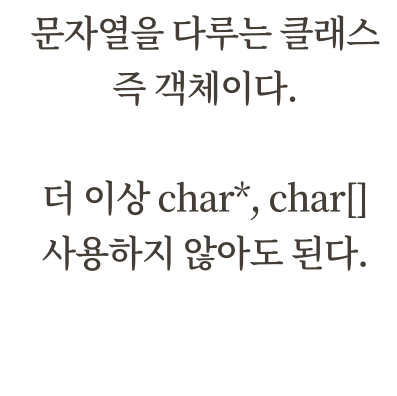 문자열을 다루는 클래스
즉 객체이다.
더 이상 char*, char[]
사용하지 않아도 된다.